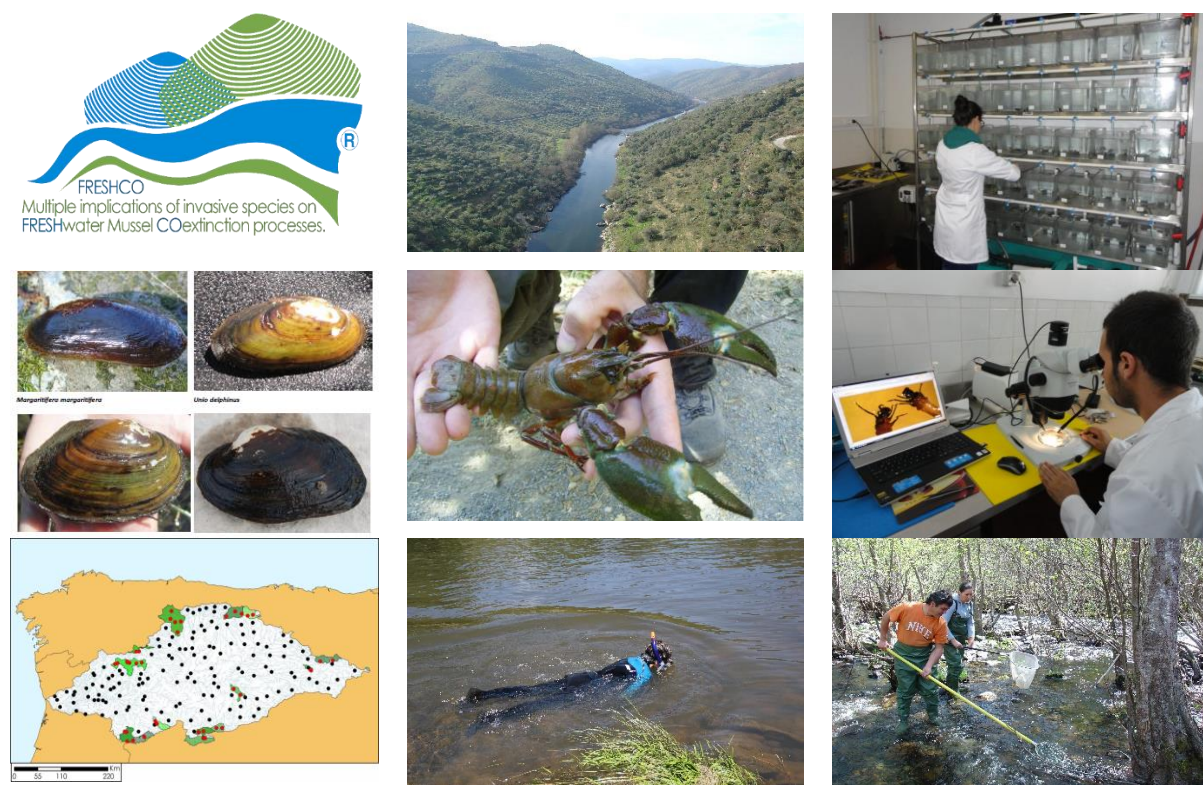 ®
FRESHCO
Multiple implications of invasive species on
FRESHwater Mussel COextinction processes.
Margaritifera margaritifera
Unio delphinus
Km
0 55 110 220